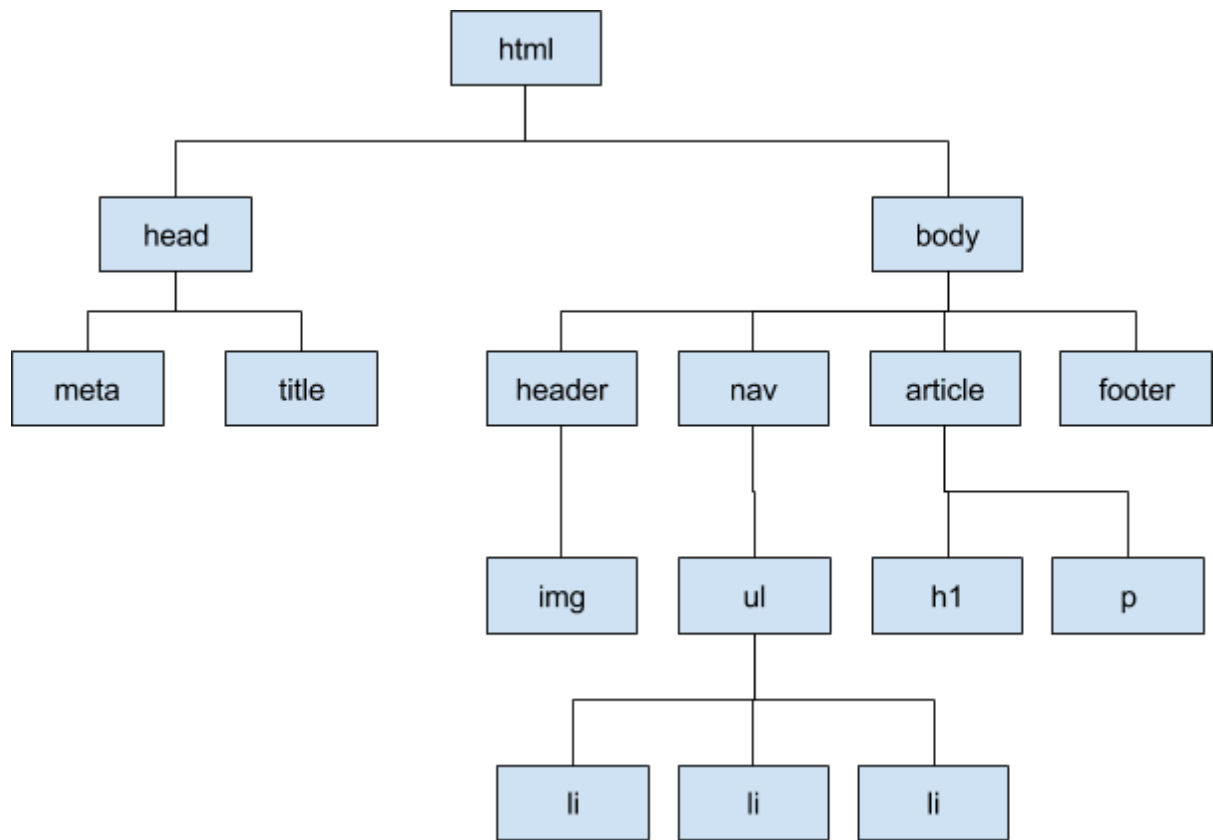 html
head
body
meta
title
header
nav
article
footer
img
ul
h1
p
li
li
li